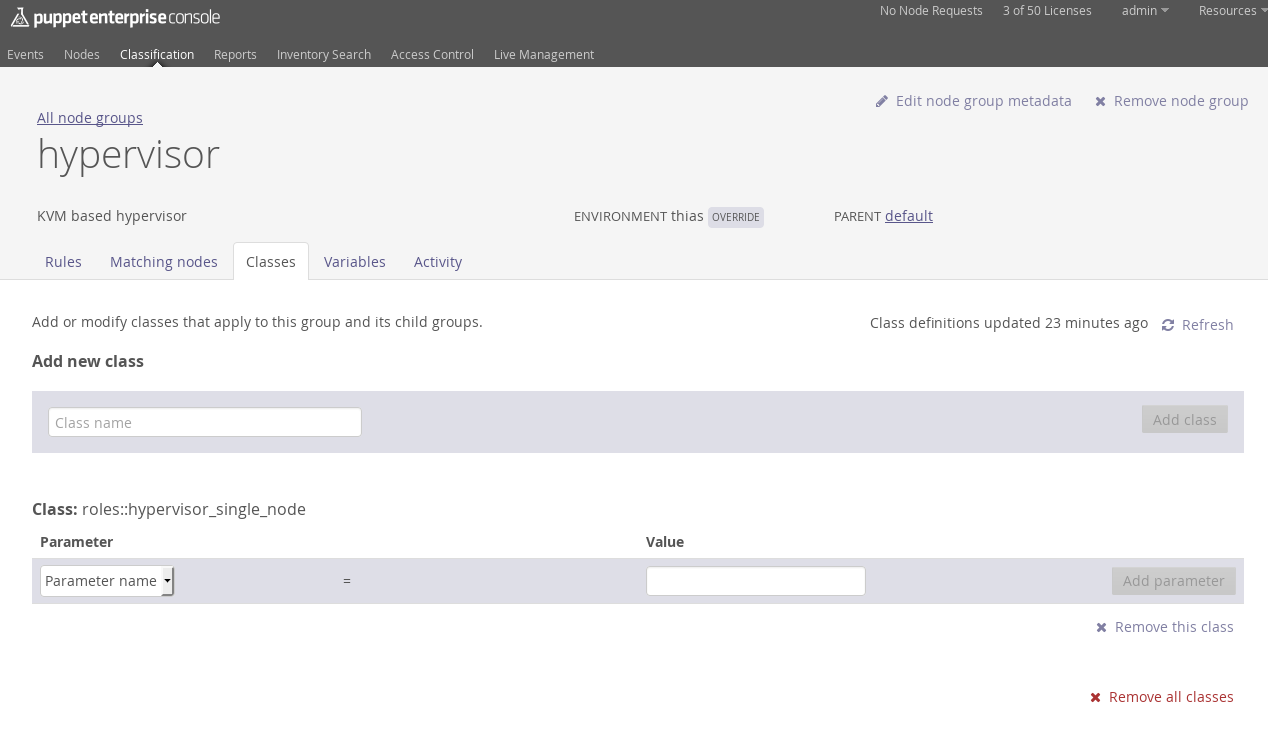 puppet enterprise console
No Node Requests 3 of 50 Licenses admin Resources
Events Nodes Classification Reports Inventory Search Access Control Live Management
Edit node group metadata Remove node group
All node groups
hypervisor
KVM based hypervisor ENVIRONMENT thias OVERRIDE PARENT default
Rules Matching nodes Classes Variables Activity
Add or modify classes that apply to this group and its child groups. Class definitions updated 23 minutes ago Refresh
Add new class
Class name Add class
Class: roles::hypervisor_single_node
Parameter Value
Parameter name = Add parameter
Remove this class
Remove all classes